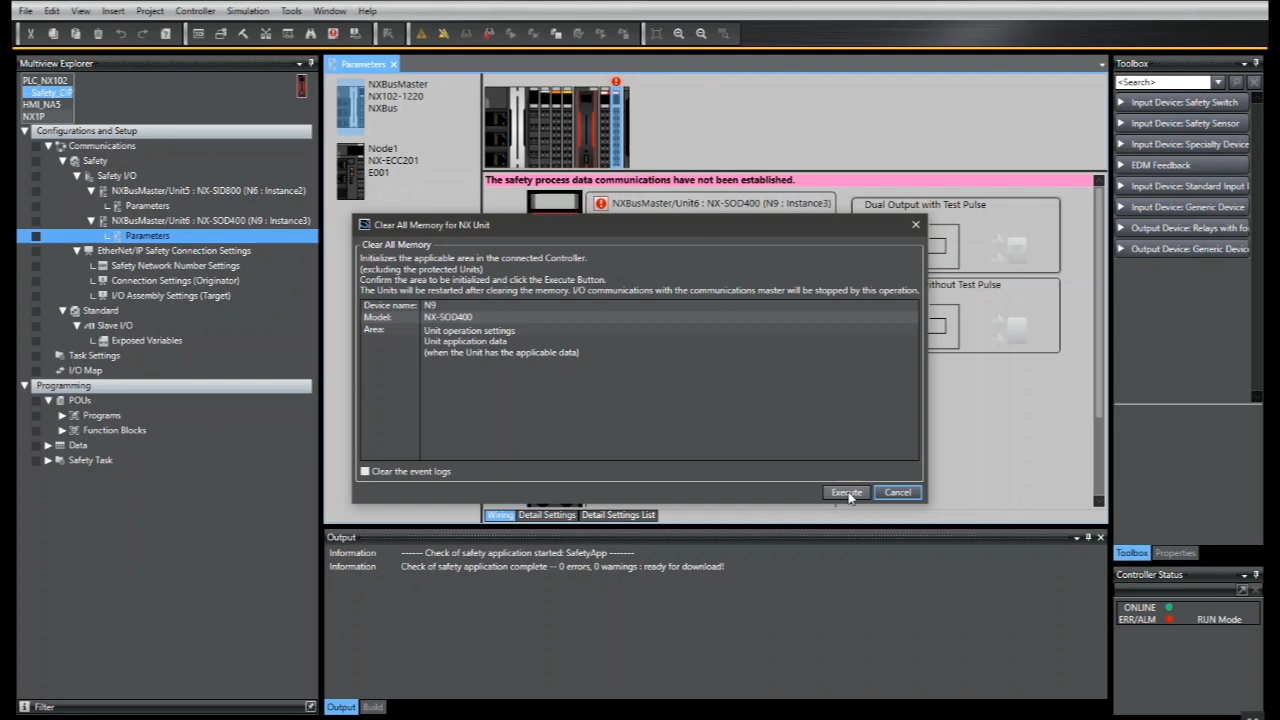 File Edit View Insert Project Controller Simulation Tools Window Help
Multiview Explorer
PLC_NX102
Safety_CIP
HMI_NA5
NX1P
Configurations and Setup
Communications
Safety
Safety I/O
NXBusMaster/Unit5 : NX-SID800 (N6 : Instance2)
Parameters
NXBusMaster/Unit6 : NX-SOD400 (N9 : Instance3)
Parameters
EtherNet/IP Safety Connection Settings
Safety Network Number Settings
Connection Settings (Originator)
I/O Assembly Settings (Target)
Standard
Slave I/O
Exposed Variables
Task Settings
I/O Map
Programming
POUs
Programs
Function Blocks
Data
Safety Task
Filter
Parameters
NXBusMaster
NX102-1220
NXBus
Node1
NX-ECC201
E001
The safety process data communications have not been established.
NXBusMaster/Unit6 : NX-SOD400 (N9 : Instance3)
Dual Output with Test Pulse
thout Test Pulse
Clear All Memory for NX Unit
Clear All Memory
Initializes the applicable area in the connected Controller.
(excluding the protected Units)
Confirm the area to be initialized and click the Execute Button.
The Units will be restarted after clearing the memory. I/O communications with the communications master will be stopped by this operation.
Device name: N9
Model: NX-SOD400
Area: Unit operation settings
Unit application data
(when the Unit has the applicable data)
Clear the event logs
Execute Cancel
Wiring Detail Settings Detail Settings List
Output
Information ------ Check of safety application started: SafetyApp -------
Information Check of safety application complete -- 0 errors, 0 warnings : ready for download!
Output Build
Toolbox
<Search>
Input Device: Safety Switch
Input Device: Safety Sensor
Input Device: Specialty Device
EDM Feedback
Input Device: Standard Input
Input Device: Generic Device
Output Device: Relays with fo
Output Device: Generic Devic
Toolbox Properties
Controller Status
ONLINE
ERR/ALM RUN Mode